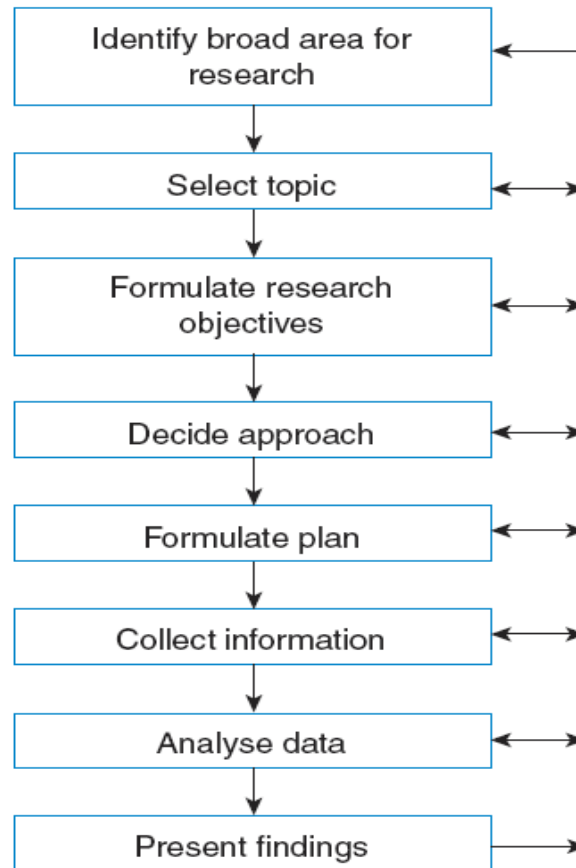 Identify broad area for
research
Select topic
Formulate research
objectives
Decide approach
Formulate plan
Collect information
Analyse data
Present findings